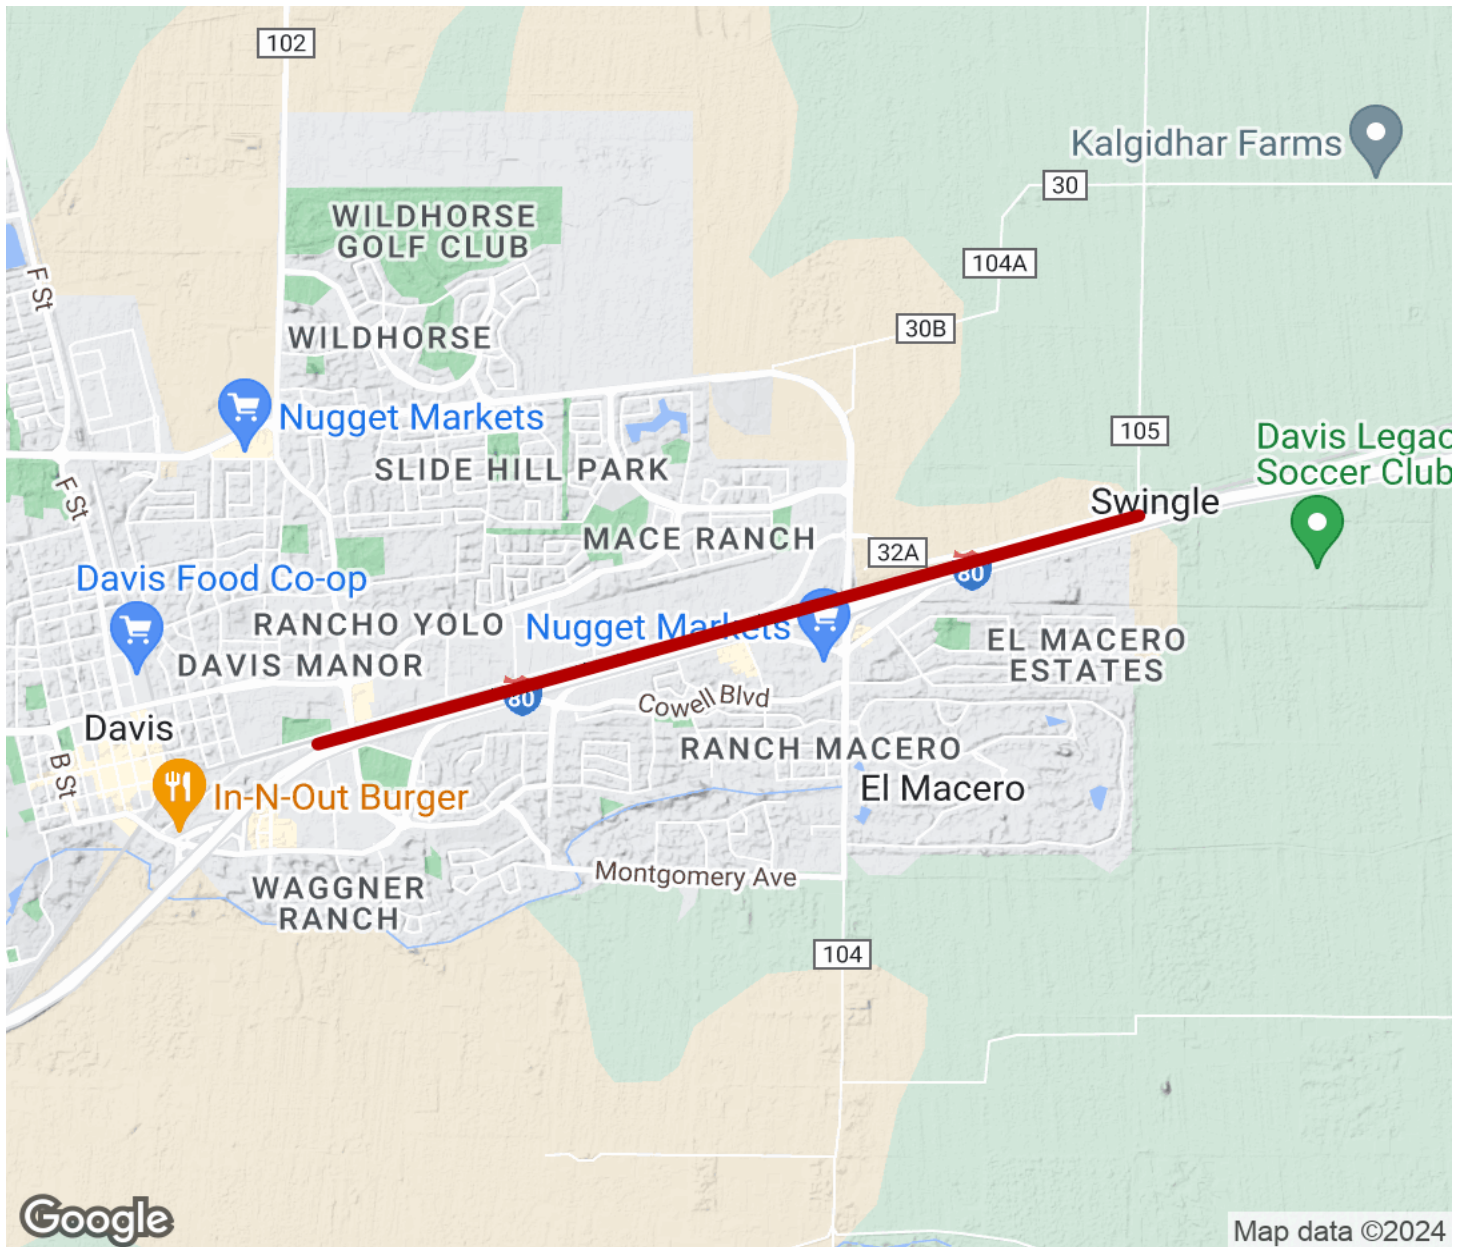 102
Kalgidhar Farms
30
WILDHORSE
GOLF CLUB
104A
F St
30B
WILDHORSE
Nugget Markets
105
Davis Legac
Soccer Club
SLIDE HILL PARK
F St
Swingle
MACE RANCH
32A
80
Davis Food Co-op
RANCHO YOLO
Nugget Markets
EL MACERO
ESTATES
DAVIS MANOR
80
Cowell Blvd
Davis
RANCH MACERO
B St
El Macero
In-N-Out Burger
Montgomery Ave
WAGGNER
RANCH
104
Google
Map data ©2024